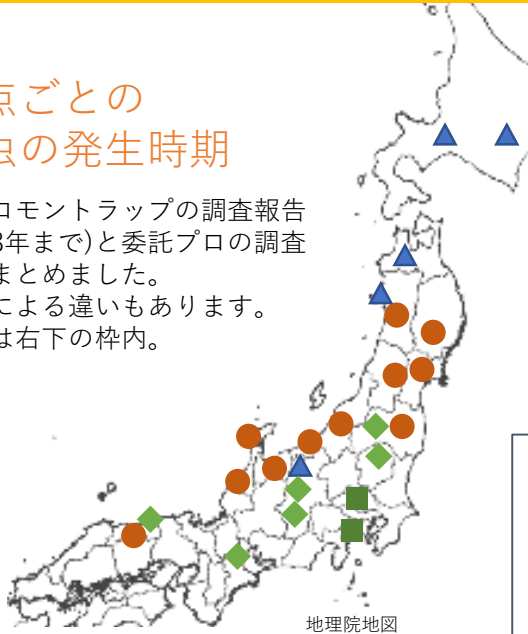 点ごとの
虫の発生時期
ロモントラップの調査報告
3年まで)と委託プロの調査
まとめました。
による違いもあります。
は右下の枠内。
地理院地図